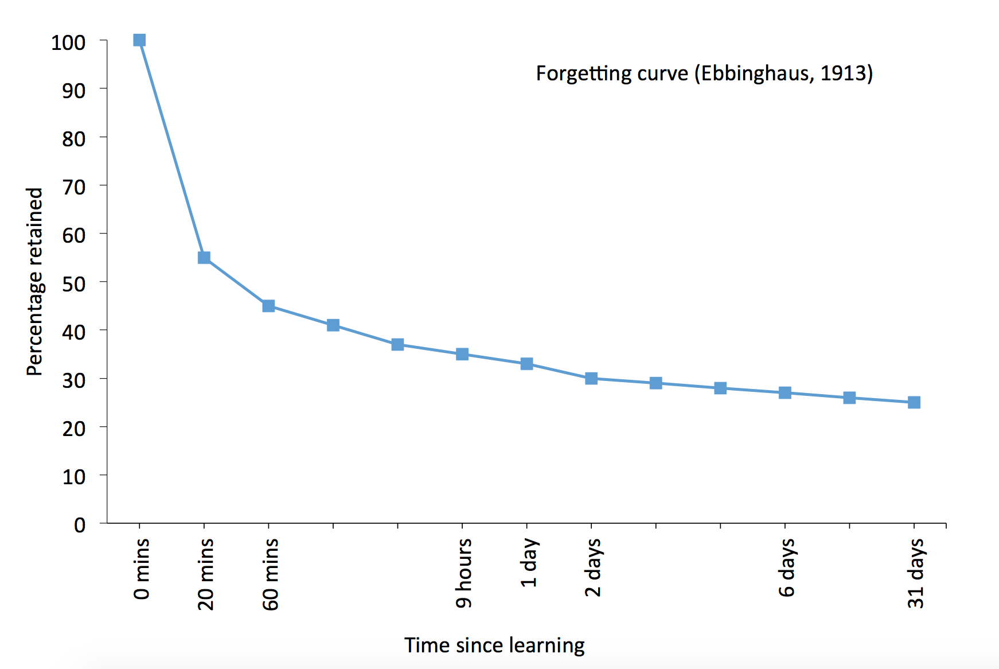 Forgetting curve (Ebbinghaus, 1913)
Percentage retained
100
90
80
70
60
50
40
30
20
10
0
0 mins
20 mins
60 mins
9 hours
1 day
2 days
6 days
31 days
Time since learning